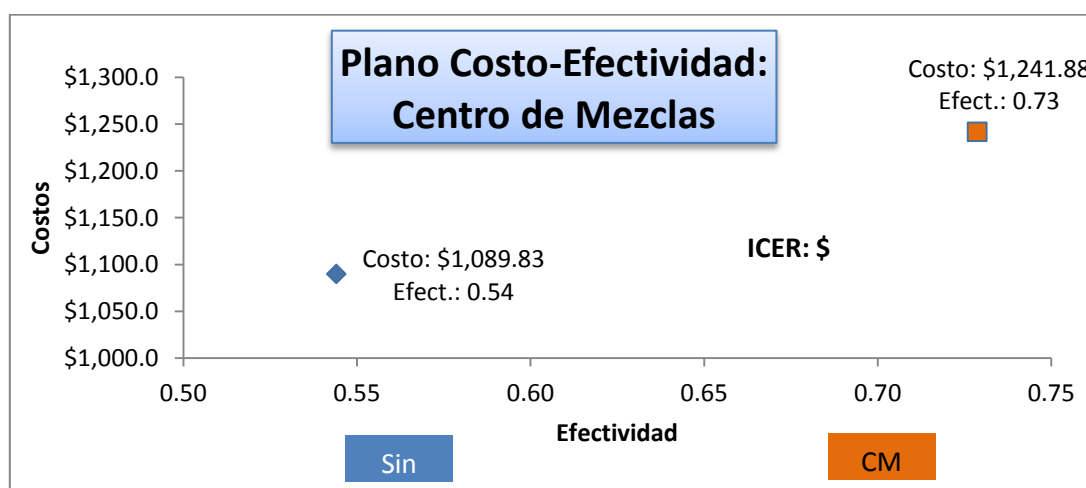 Plano Costo-Efectividad:
Centro de Mezclas
Costos
$1,300.0
$1,250.0
$1,200.0
$1,150.0
$1,100.0
$1,050.0
$1,000.0
Costo: $1,241.88
Efect.: 0.73
ICER: $
Costo: $1,089.83
Efect.: 0.54
0.50 0.55 0.60 0.65 0.70 0.75
Efectividad
Sin
CM